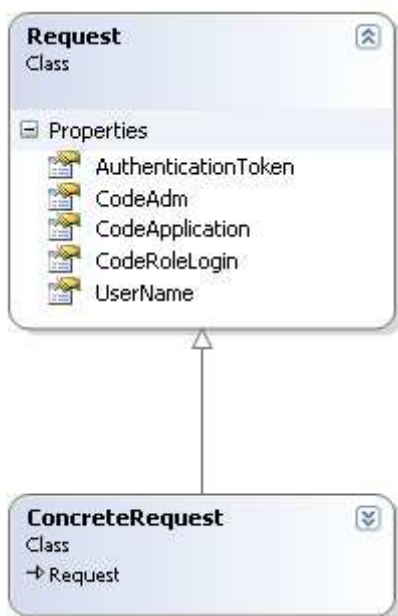 Request
Class
Properties
AuthenticationToken
CodeAdm
CodeApplication
CodeRoleLogin
UserName
ConcreteRequest
Class
Request